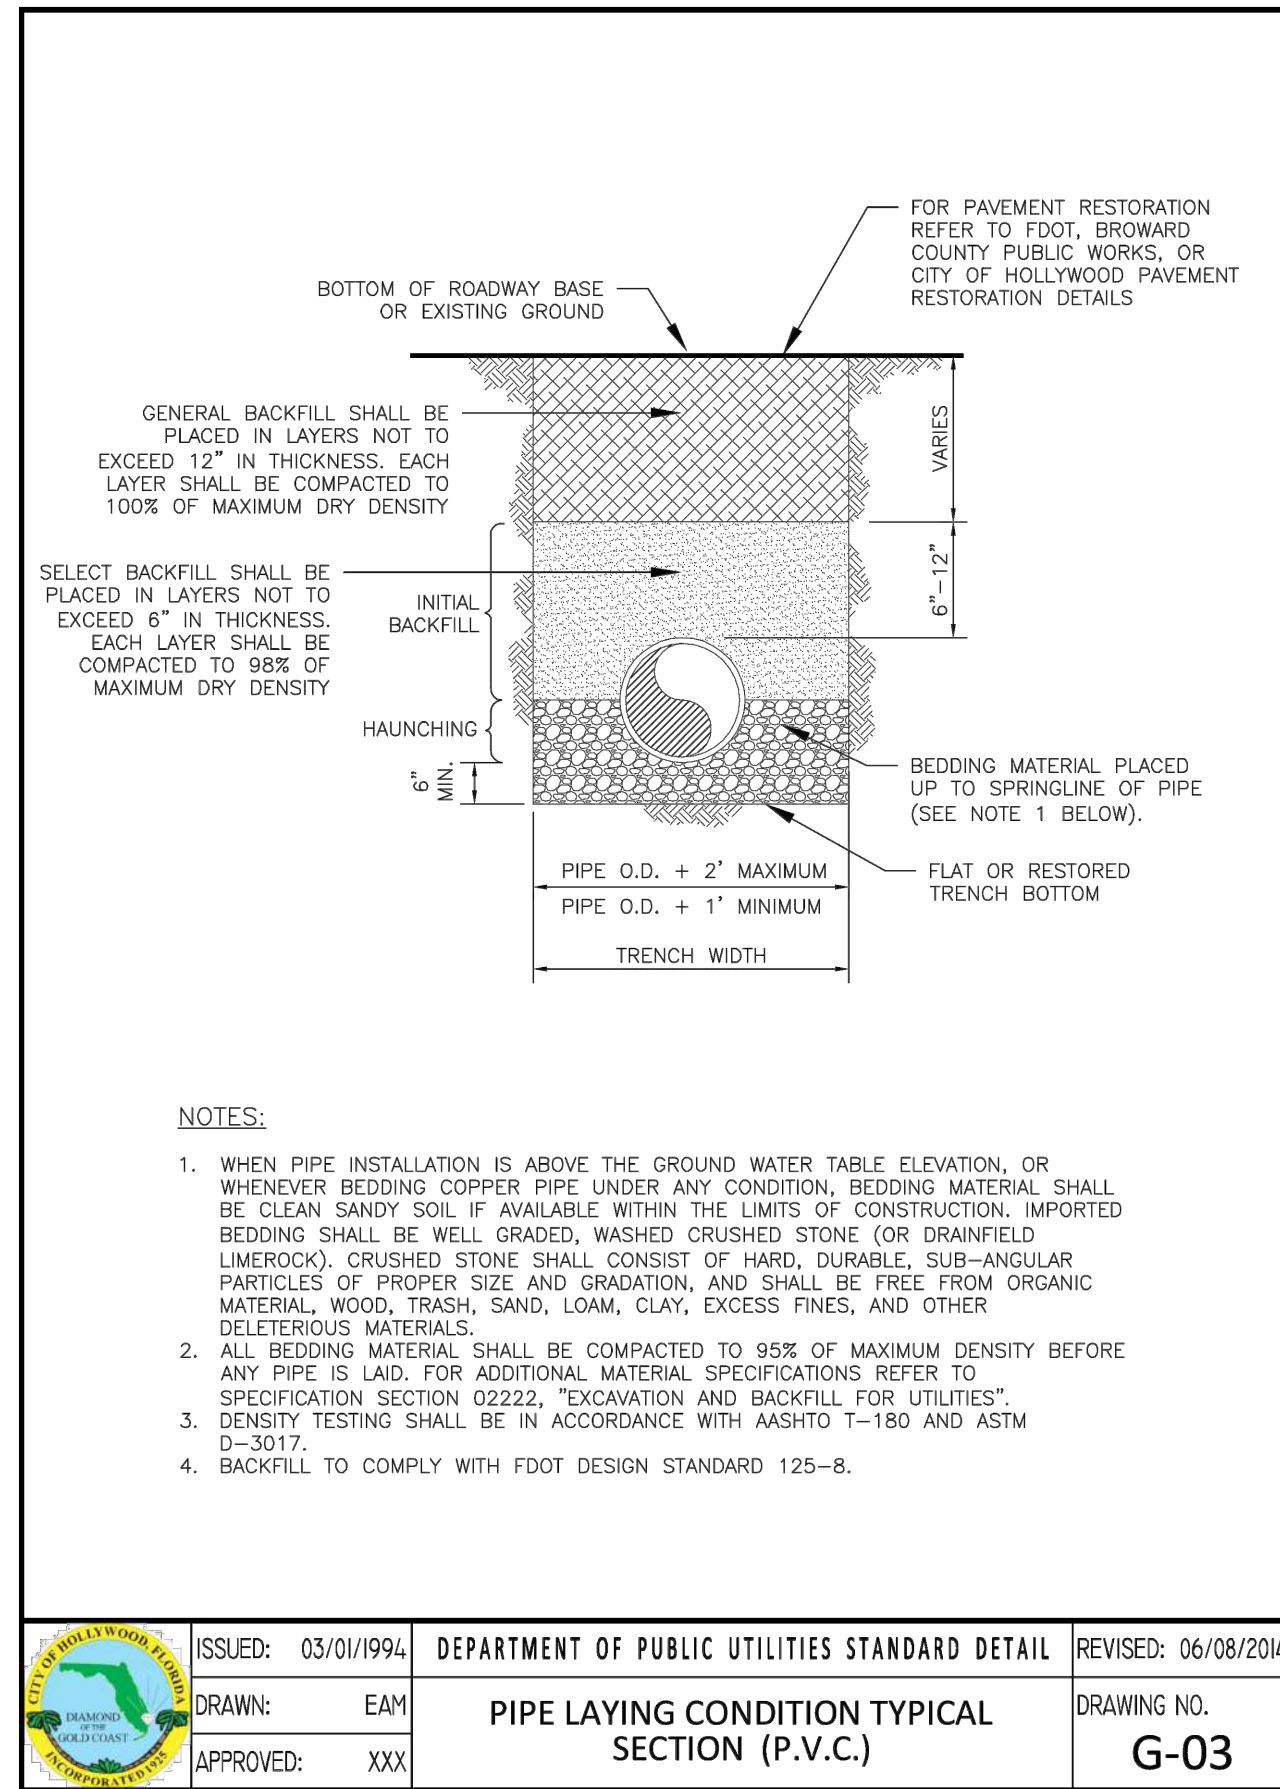 FOR PAVEMENT RESTORATION
REFER TO FDOT, BROWARD
COUNTY PUBLIC WORKS, OR
CITY OF HOLLYWOOD PAVEMENT
RESTORATION DETAILS
BOTTOM OF ROADWAY BASE
OR EXISTING GROUND
GENERAL BACKFILL SHALL BE
PLACED IN LAYERS NOT TO
EXCEED 12" IN THICKNESS. EACH
LAYER SHALL BE COMPACTED TO
100% OF MAXIMUM DRY DENSITY
VARIES
SELECT BACKFILL SHALL BE
PLACED IN LAYERS NOT TO
EXCEED 6" IN THICKNESS.
EACH LAYER SHALL BE
COMPACTED TO 98% OF
MAXIMUM DRY DENSITY
INITIAL
BACKFILL
6"-12"
HAUNCHING
6"
MIN.
BEDDING MATERIAL PLACED
UP TO SPRINGLINE OF PIPE
(SEE NOTE 1 BELOW).
FLAT OR RESTORED
TRENCH BOTTOM
PIPE O.D. + 2' MAXIMUM
PIPE O.D. + 1' MINIMUM
TRENCH WIDTH
NOTES:
1. WHEN PIPE INSTALLATION IS ABOVE THE GROUND WATER TABLE ELEVATION, OR
WHENEVER BEDDING COPPER PIPE UNDER ANY CONDITION, BEDDING MATERIAL SHALL
BE CLEAN SANDY SOIL IF AVAILABLE WITHIN THE LIMITS OF CONSTRUCTION. IMPORTED
BEDDING SHALL BE WELL GRADED, WASHED CRUSHED STONE (OR DRAINFIELD
LIMEROCK). CRUSHED STONE SHALL CONSIST OF HARD, DURABLE, SUB-ANGULAR
PARTICLES OF PROPER SIZE AND GRADATION, AND SHALL BE FREE FROM ORGANIC
MATERIAL, WOOD, TRASH, SAND, LOAM, CLAY, EXCESS FINES, AND OTHER
DELETERIOUS MATERIALS.
2. ALL BEDDING MATERIAL SHALL BE COMPACTED TO 95% OF MAXIMUM DENSITY BEFORE
ANY PIPE IS LAID. FOR ADDITIONAL MATERIAL SPECIFICATIONS REFER TO
SPECIFICATION SECTION 02222, "EXCAVATION AND BACKFILL FOR UTILITIES".
3. DENSITY TESTING SHALL BE IN ACCORDANCE WITH AASHTO T-180 AND ASTM
D-3017.
4. BACKFILL TO COMPLY WITH FDOT DESIGN STANDARD 125-8.
CITY OF HOLLYWOOD, FLORIDA
DIAMOND
OF THE
GOLD COAST
INCORPORATED 1925
ISSUED: 03/01/1994
DRAWN: EAM
APPROVED: XXX
DEPARTMENT OF PUBLIC UTILITIES STANDARD DETAIL
PIPE LAYING CONDITION TYPICAL
SECTION (P.V.C.)
REVISED: 06/08/2014
DRAWING NO.
G-03